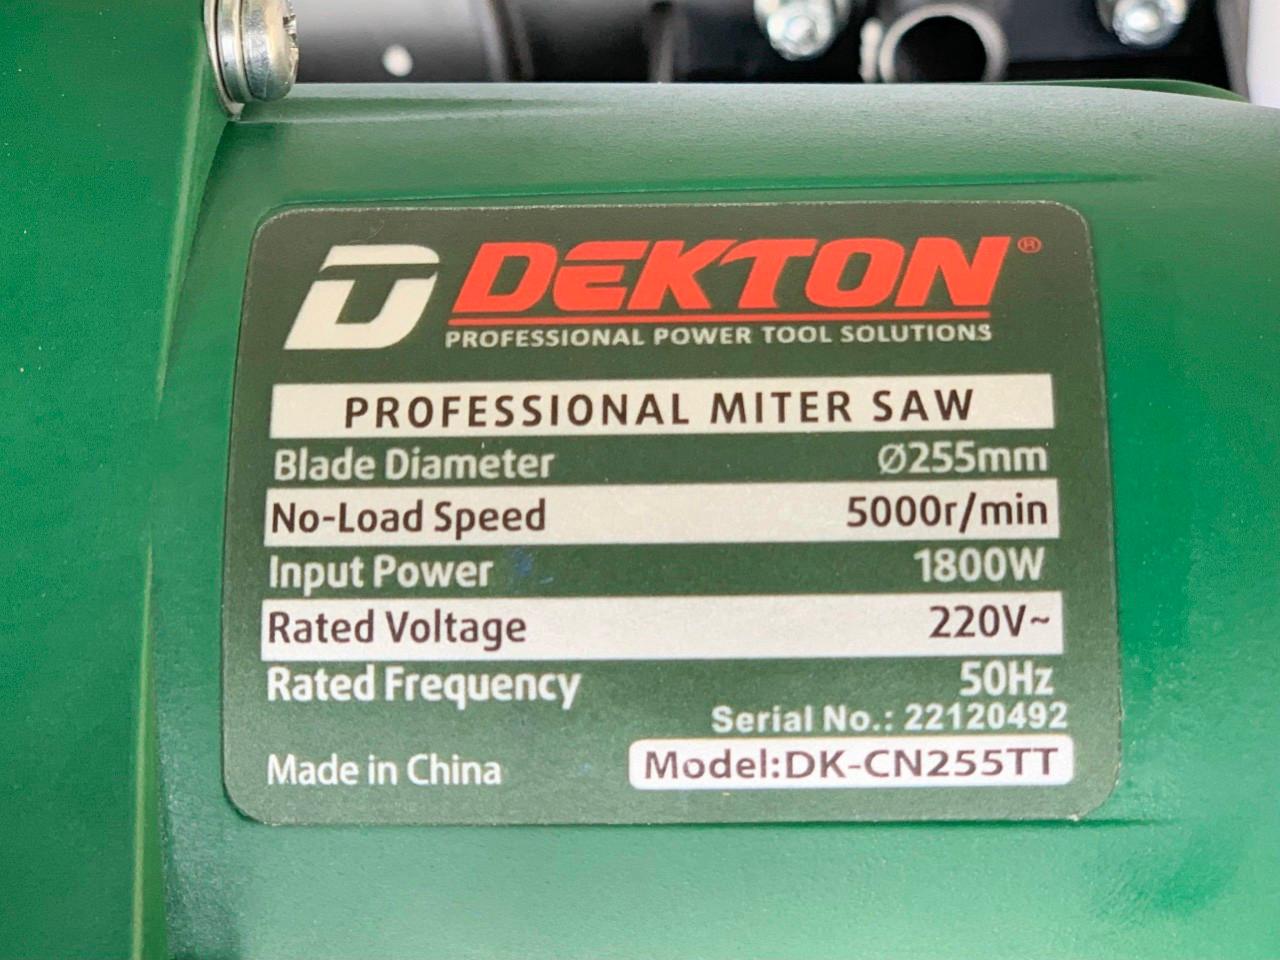 DEKTON®
PROFESSIONAL POWER TOOL SOLUTIONS
PROFESSIONAL MITER SAW
Blade Diameter Ø255mm
No-Load Speed 5000r/min
Input Power 1800W
Rated Voltage 220V~
Rated Frequency 50Hz
Serial No.: 22120492
Made in China Model:DK-CN255TT